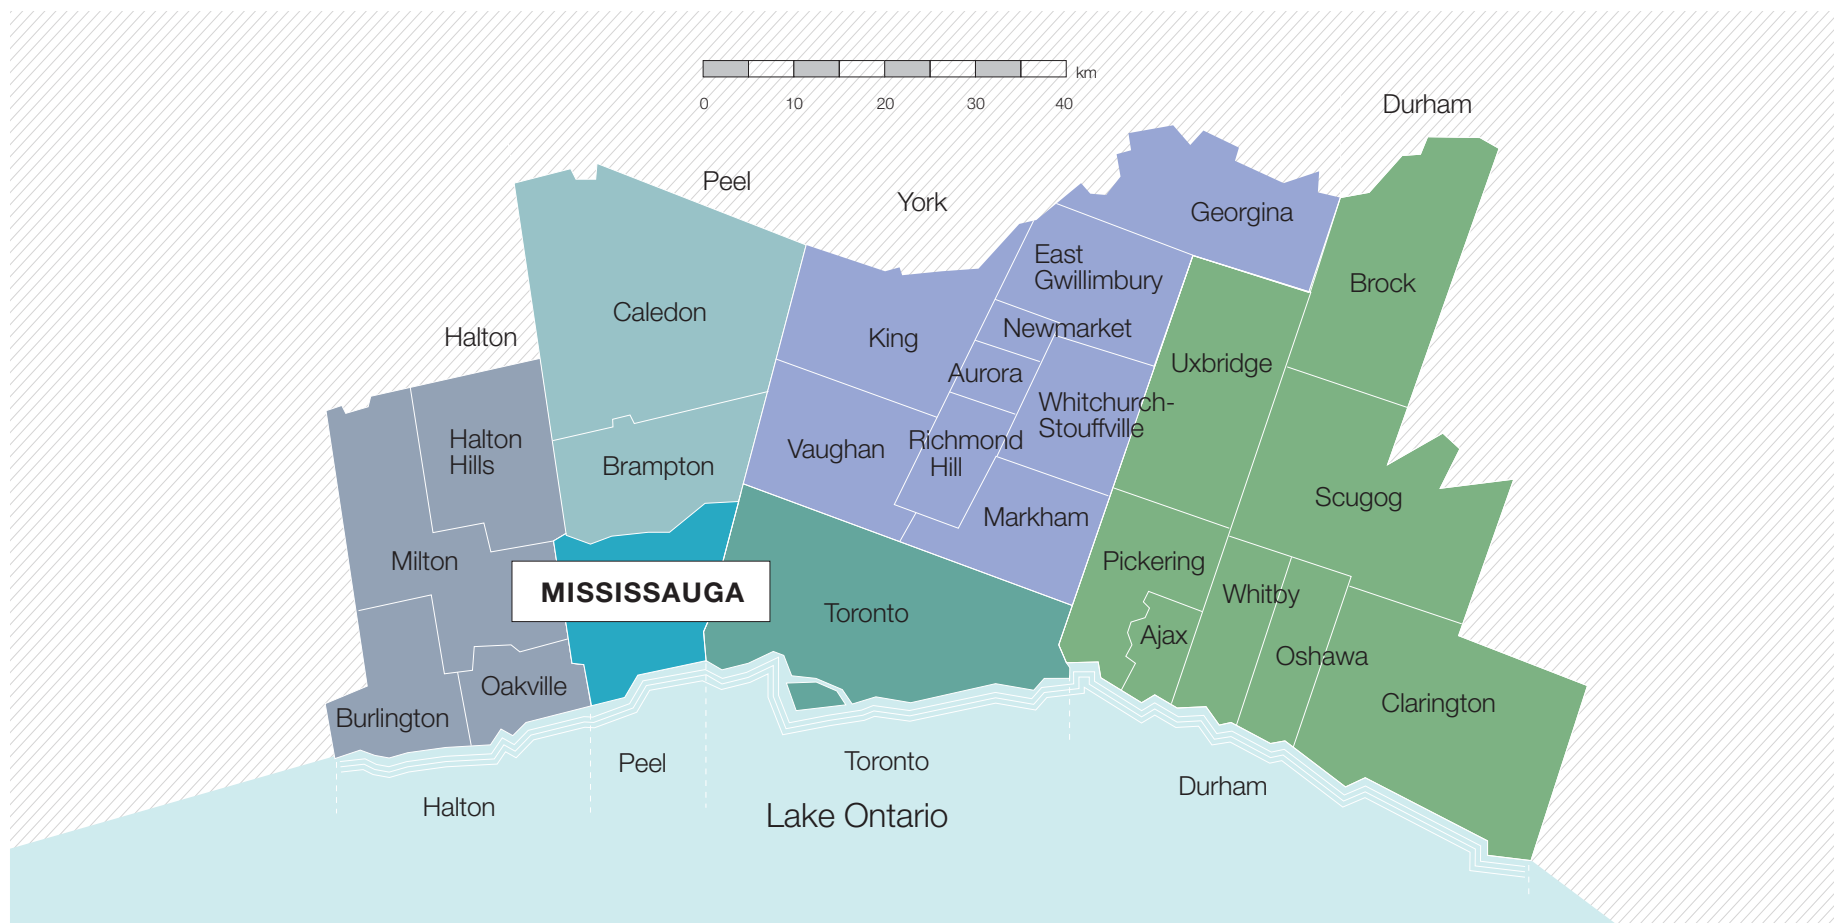 km
0 10 20 30 40
Durham
Peel
York
Georgina
East
Gwillimbury
Brock
Caledon
Newmarket
Halton
King
Uxbridge
Aurora
Whitchurch-
Stouffville
Halton
Hills
Vaughan
Richmond
Hill
Brampton
Scugog
Markham
Milton
Pickering
MISSISSAUGA
Whitby
Toronto
Ajax
Oshawa
Oakville
Clarington
Burlington
Peel
Toronto
Durham
Halton
Lake Ontario